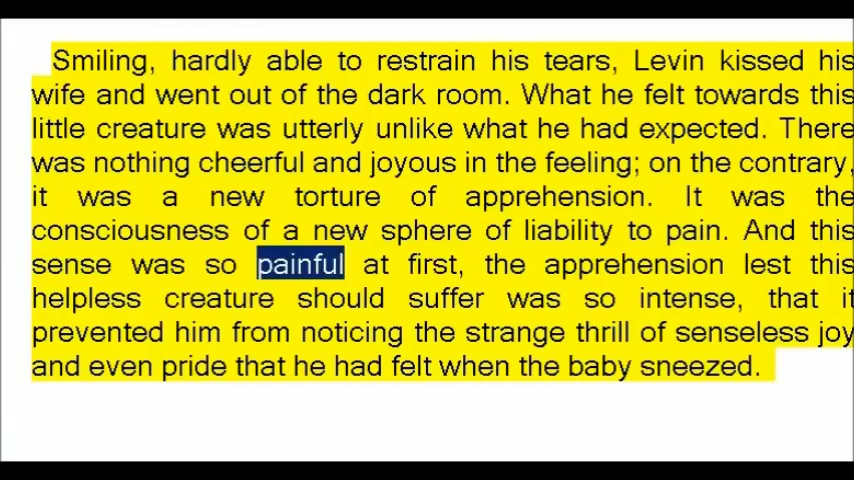 Smiling, hardly able to restrain his tears, Levin kissed his
wife and went out of the dark room. What he felt towards this
little creature was utterly unlike what he had expected. There
was nothing cheerful and joyous in the feeling; on the contrary,
it was a new torture of apprehension. It was the
consciousness of a new sphere of liability to pain. And this
sense was so painful at first, the apprehension lest this
helpless creature should suffer was so intense, that it
prevented him from noticing the strange thrill of senseless joy
and even pride that he had felt when the baby sneezed.